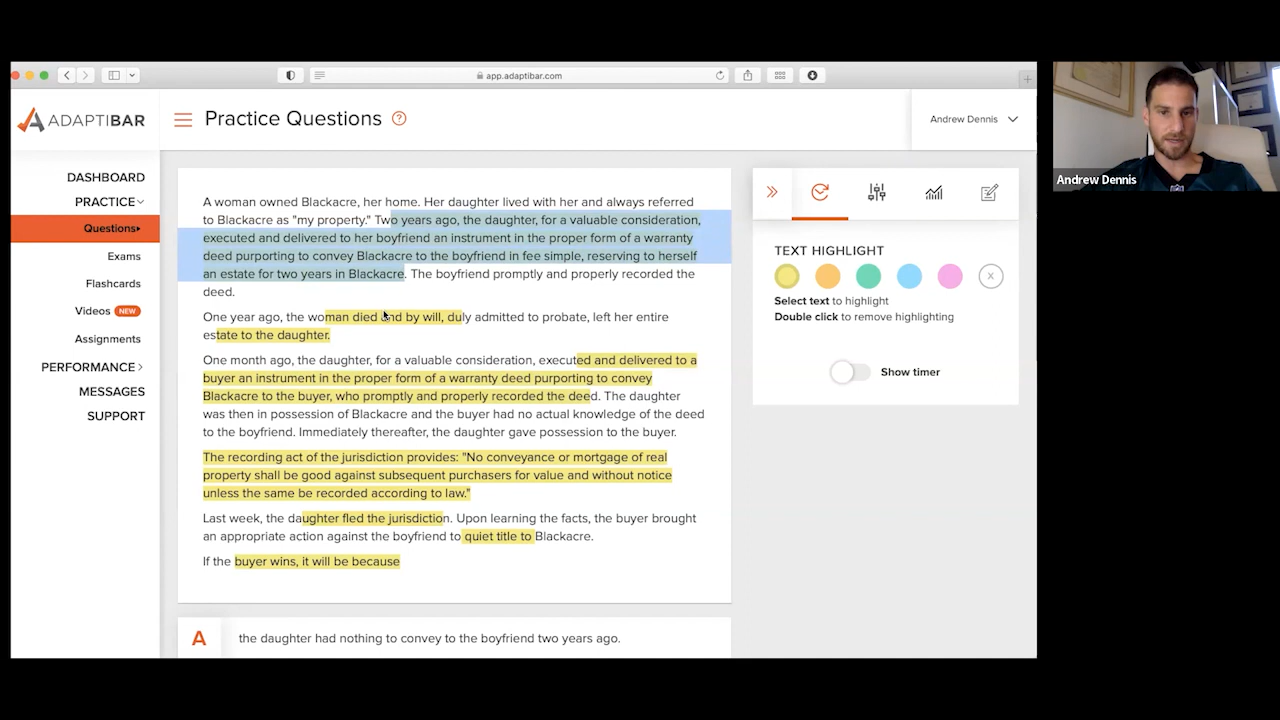 app.adaptibar.com
ADAPTIBAR
Practice Questions
?
Andrew Dennis
DASHBOARD
PRACTICE
Questions
Exams
Flashcards
Videos NEW
Assignments
PERFORMANCE
MESSAGES
SUPPORT
A woman owned Blackacre, her home. Her daughter lived with her and always referred
to Blackacre as "my property." Two years ago, the daughter, for a valuable consideration,
executed and delivered to her boyfriend an instrument in the proper form of a warranty
deed purporting to convey Blackacre to the boyfriend in fee simple, reserving to herself
an estate for two years in Blackacre. The boyfriend promptly and properly recorded the
deed.
One year ago, the woman died and by will, duly admitted to probate, left her entire
estate to the daughter.
One month ago, the daughter, for a valuable consideration, executed and delivered to a
buyer an instrument in the proper form of a warranty deed purporting to convey
Blackacre to the buyer, who promptly and properly recorded the deed. The daughter
was then in possession of Blackacre and the buyer had no actual knowledge of the deed
to the boyfriend. Immediately thereafter, the daughter gave possession to the buyer.
The recording act of the jurisdiction provides: "No conveyance or mortgage of real
property shall be good against subsequent purchasers for value and without notice
unless the same be recorded according to law."
Last week, the daughter fled the jurisdiction. Upon learning the facts, the buyer brought
an appropriate action against the boyfriend to quiet title to Blackacre.
If the buyer wins, it will be because
A the daughter had nothing to convey to the boyfriend two years ago.
TEXT HIGHLIGHT
Select text to highlight
Double click to remove highlighting
Show timer
Andrew Dennis